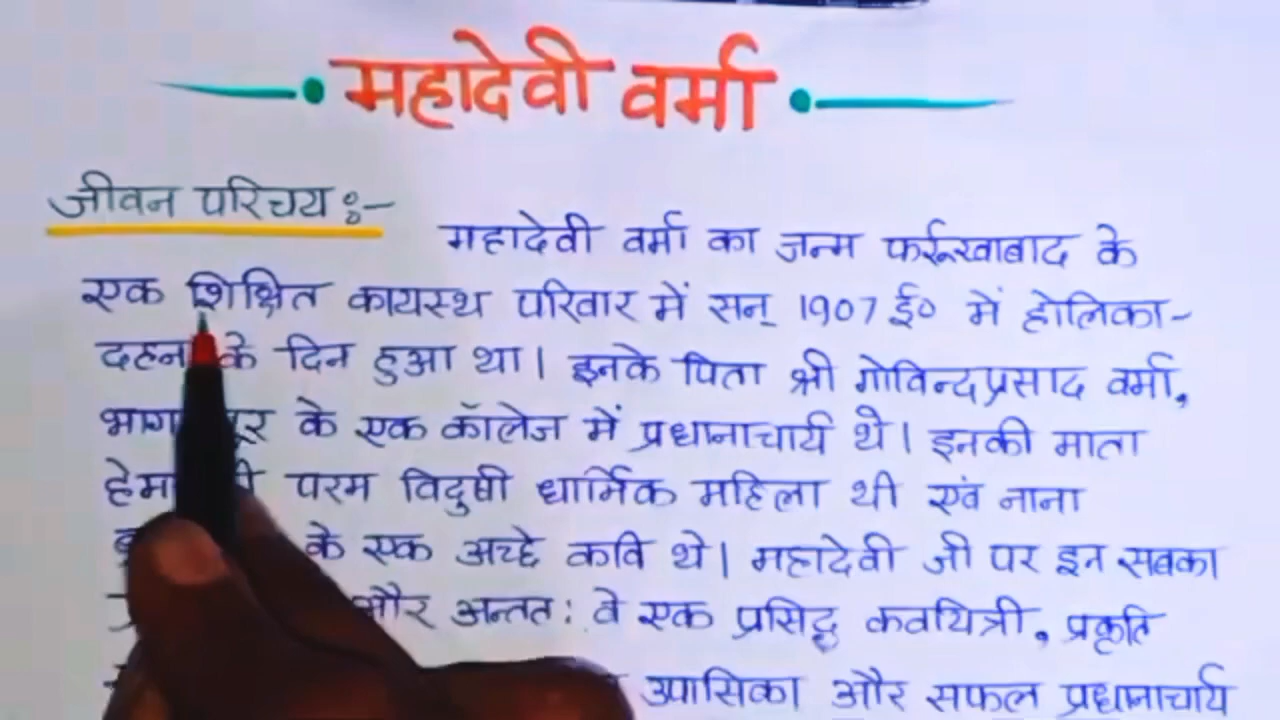 महादेवी वर्मा
जीवन परिचय :-
महादेवी वर्मा का जन्म फर्रूखाबाद के
एक शिक्षित कायस्थ परिवार में सन् 1907 ई० में होलिका-
दहन के दिन हुआ था। इनके पिता श्री गोविन्दप्रसाद वर्मा,
के एक कॉलेज में प्रधानाचार्य थे। इनकी माता
परम विदुषी धार्मिक महिला थी एवं नाना
के एक अच्छे कवि थे। महादेवी जी पर इन सबका
और अन्ततः वे एक प्रसिद्ध कवयित्री, प्रकृति
उपासिका और सफल प्रधानाचार्य